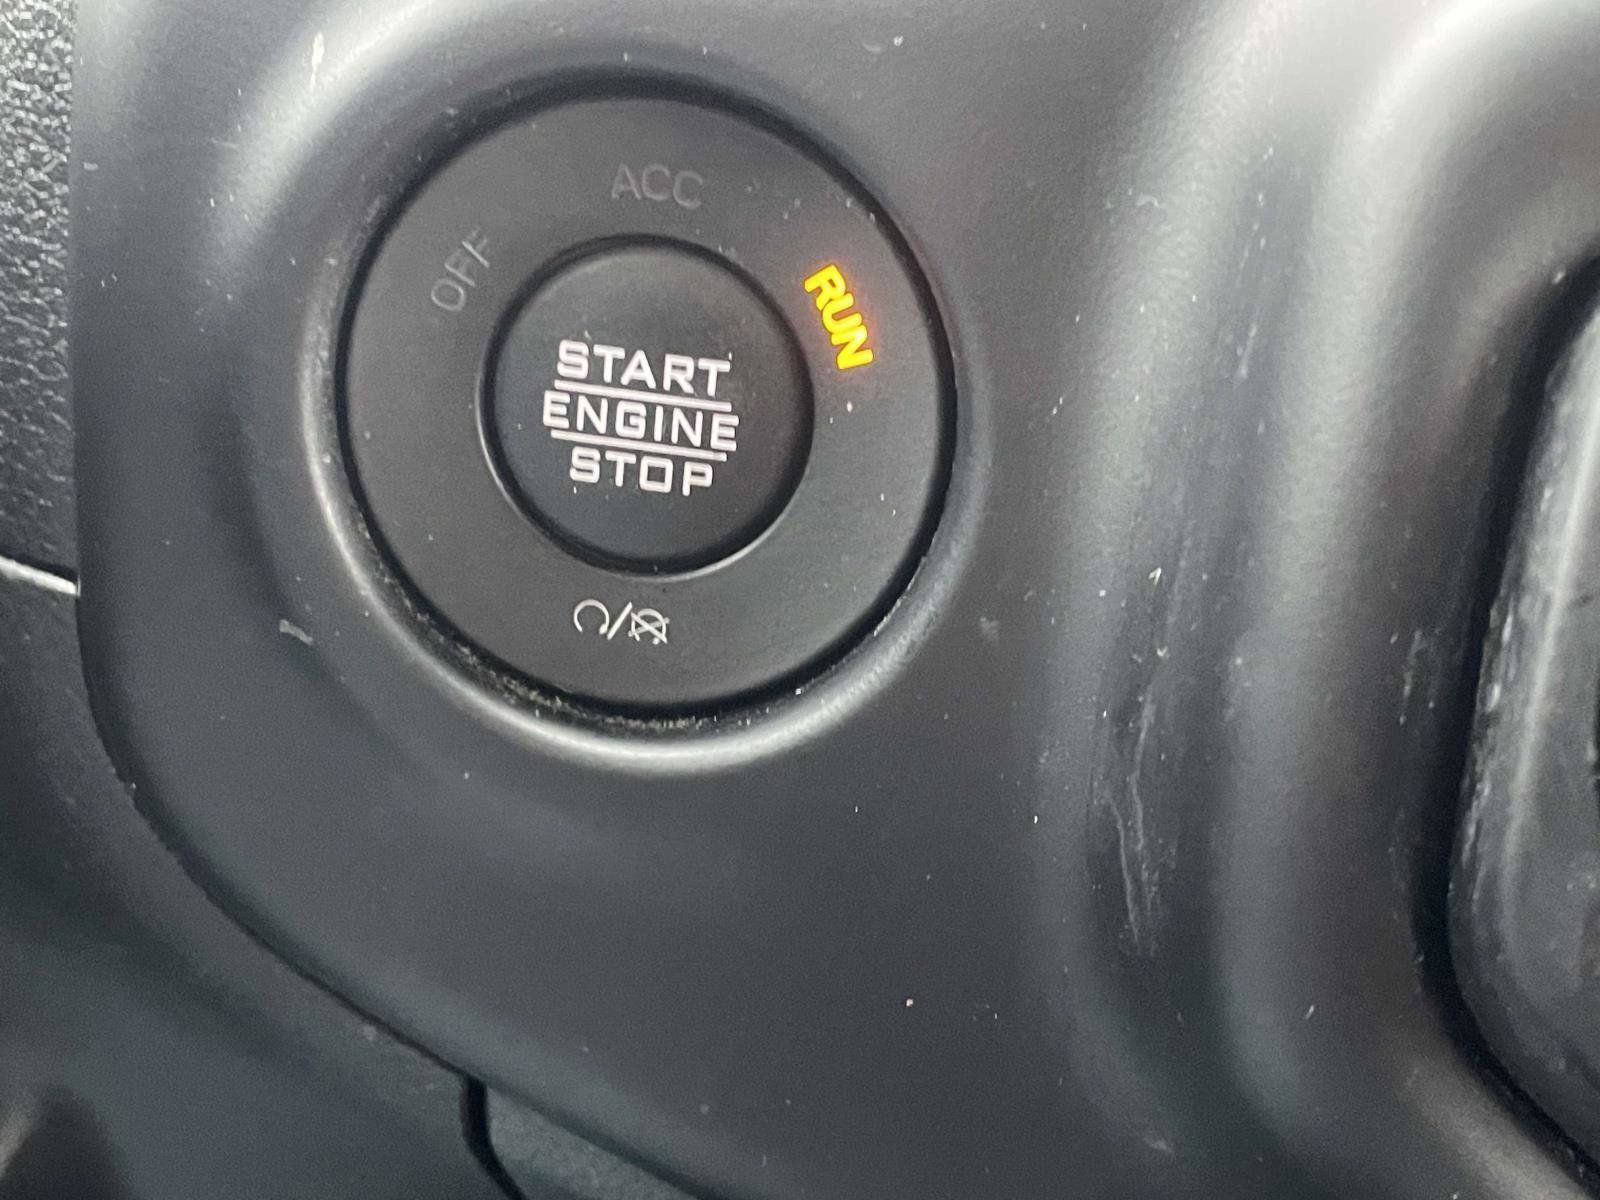 ACC
OFF
RUN
START
ENGINE
STOP